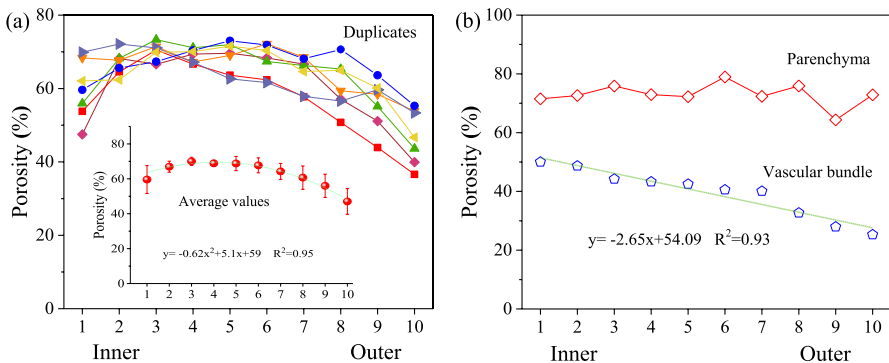 (a)
Duplicates
Porosity (%)
80
60
40
20
0
1 2 3 4 5 6 7 8 9 10
Inner Outer
Porosity (%)
80
60
40
20
0
Average values
y= -0.62x²+5.1x+59 R²=0.95
1 2 3 4 5 6 7 8 9 10
(b)
Porosity (%)
100
80
60
40
20
0
Parenchyma
Vascular bundle
y= -2.65x+54.09 R²=0.93
1 2 3 4 5 6 7 8 9 10
Inner Outer